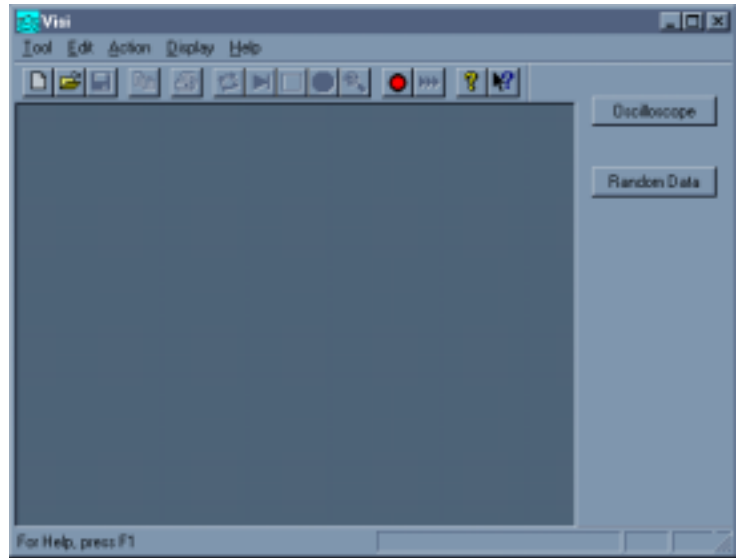 Visi
Tool Edit Action Display Help
Oscilloscope
Random Data
For Help, press F1